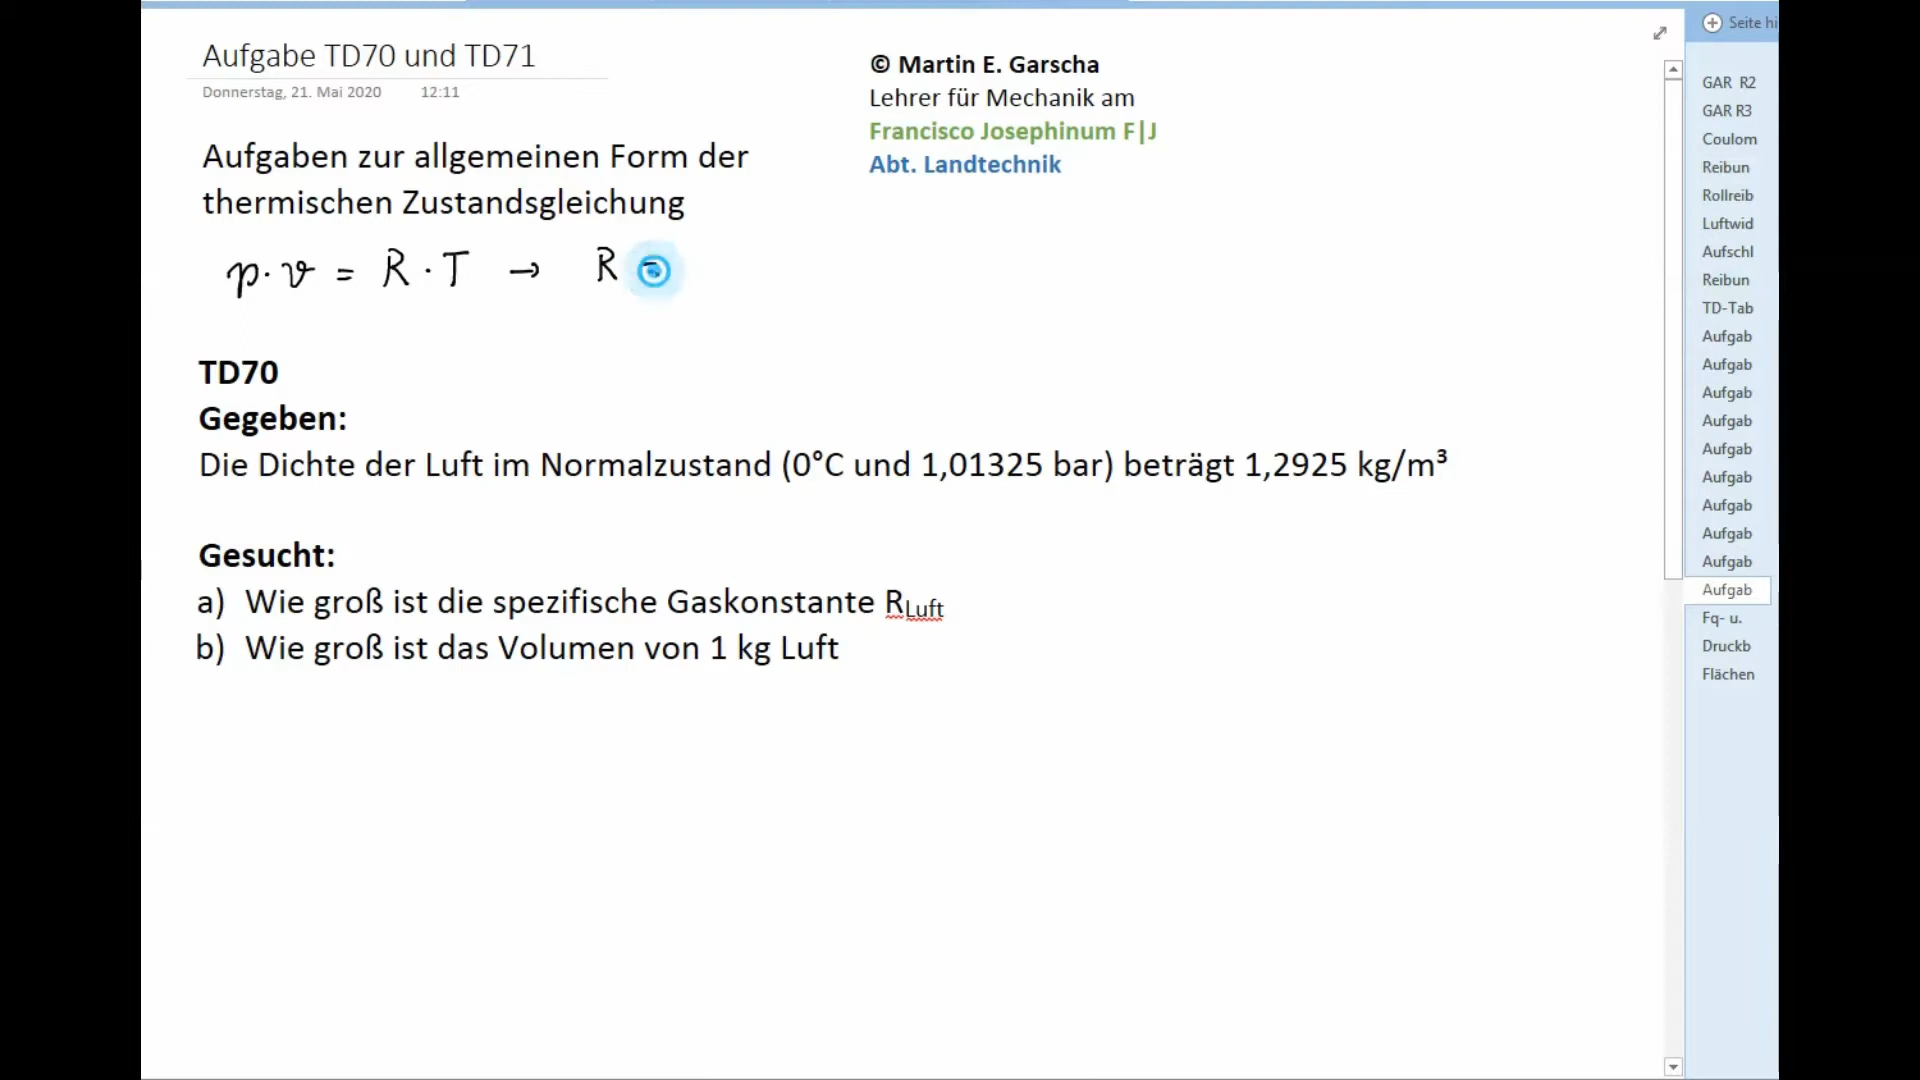 Aufgabe TD70 und TD71
Donnerstag, 21. Mai 2020 12:11
© Martin E. Garscha
Lehrer für Mechanik am
Francisco Josephinum F|J
Abt. Landtechnik
Aufgaben zur allgemeinen Form der
thermischen Zustandsgleichung
p · v = R · T → R =
TD70
Gegeben:
Die Dichte der Luft im Normalzustand (0°C und 1,01325 bar) beträgt 1,2925 kg/m³
Gesucht:
a) Wie groß ist die spezifische Gaskonstante R_Luft
b) Wie groß ist das Volumen von 1 kg Luft
Seite hi
GAR R2
GAR R3
Coulom
Reibun
Rollreib
Luftwid
Aufschl
Reibun
TD-Tab
Aufgab
Aufgab
Aufgab
Aufgab
Aufgab
Aufgab
Aufgab
Aufgab
Aufgab
Aufgab
Fq- u.
Druckb
Flächen